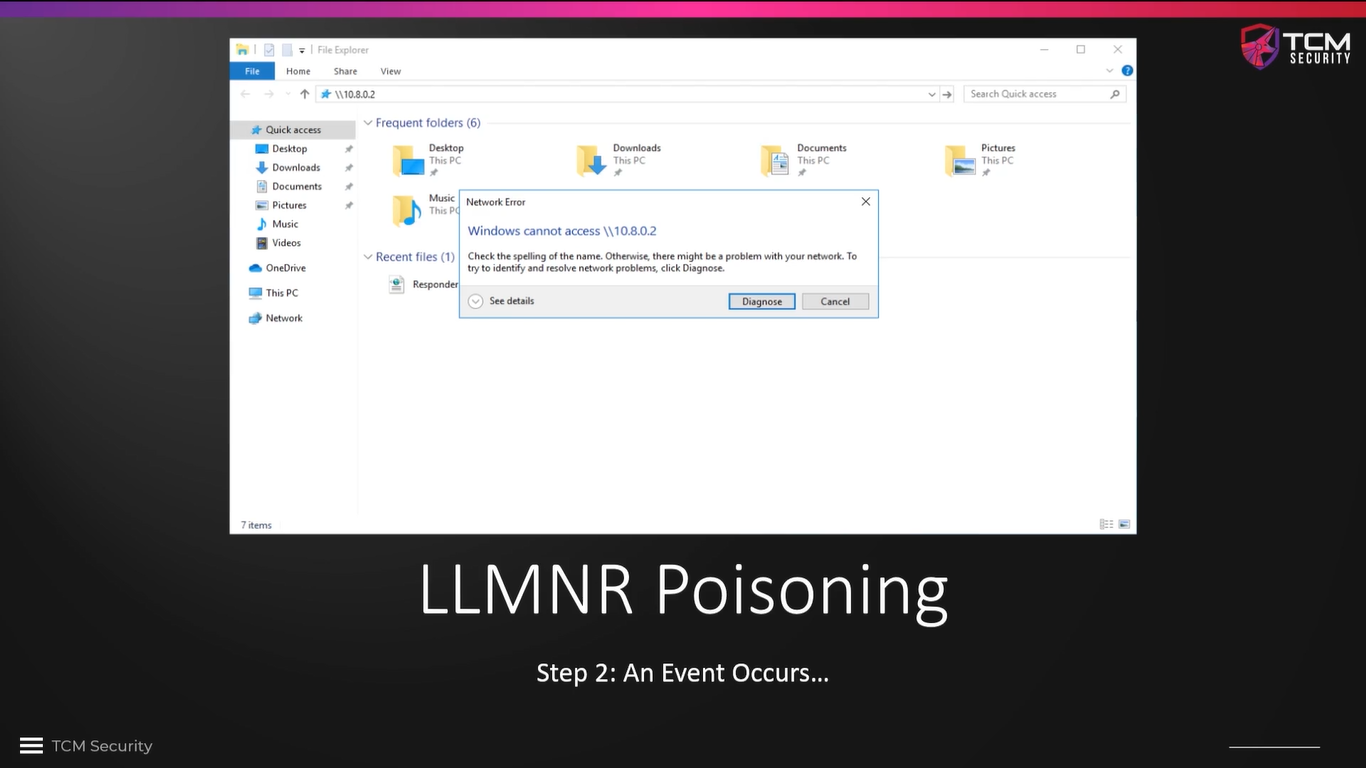 TCM
SECURITY
File Explorer
File Home Share View
\\10.8.0.2
Search Quick access
Quick access
Desktop
Downloads
Documents
Pictures
Music
Videos
OneDrive
This PC
Network
Frequent folders (6)
Desktop
This PC
Downloads
This PC
Documents
This PC
Pictures
This PC
Music
This PC
Recent files (1)
Responder
Network Error
Windows cannot access \\10.8.0.2
Check the spelling of the name. Otherwise, there might be a problem with your network. To
try to identify and resolve network problems, click Diagnose.
See details
Diagnose Cancel
7 items
LLMNR Poisoning
Step 2: An Event Occurs...
TCM Security